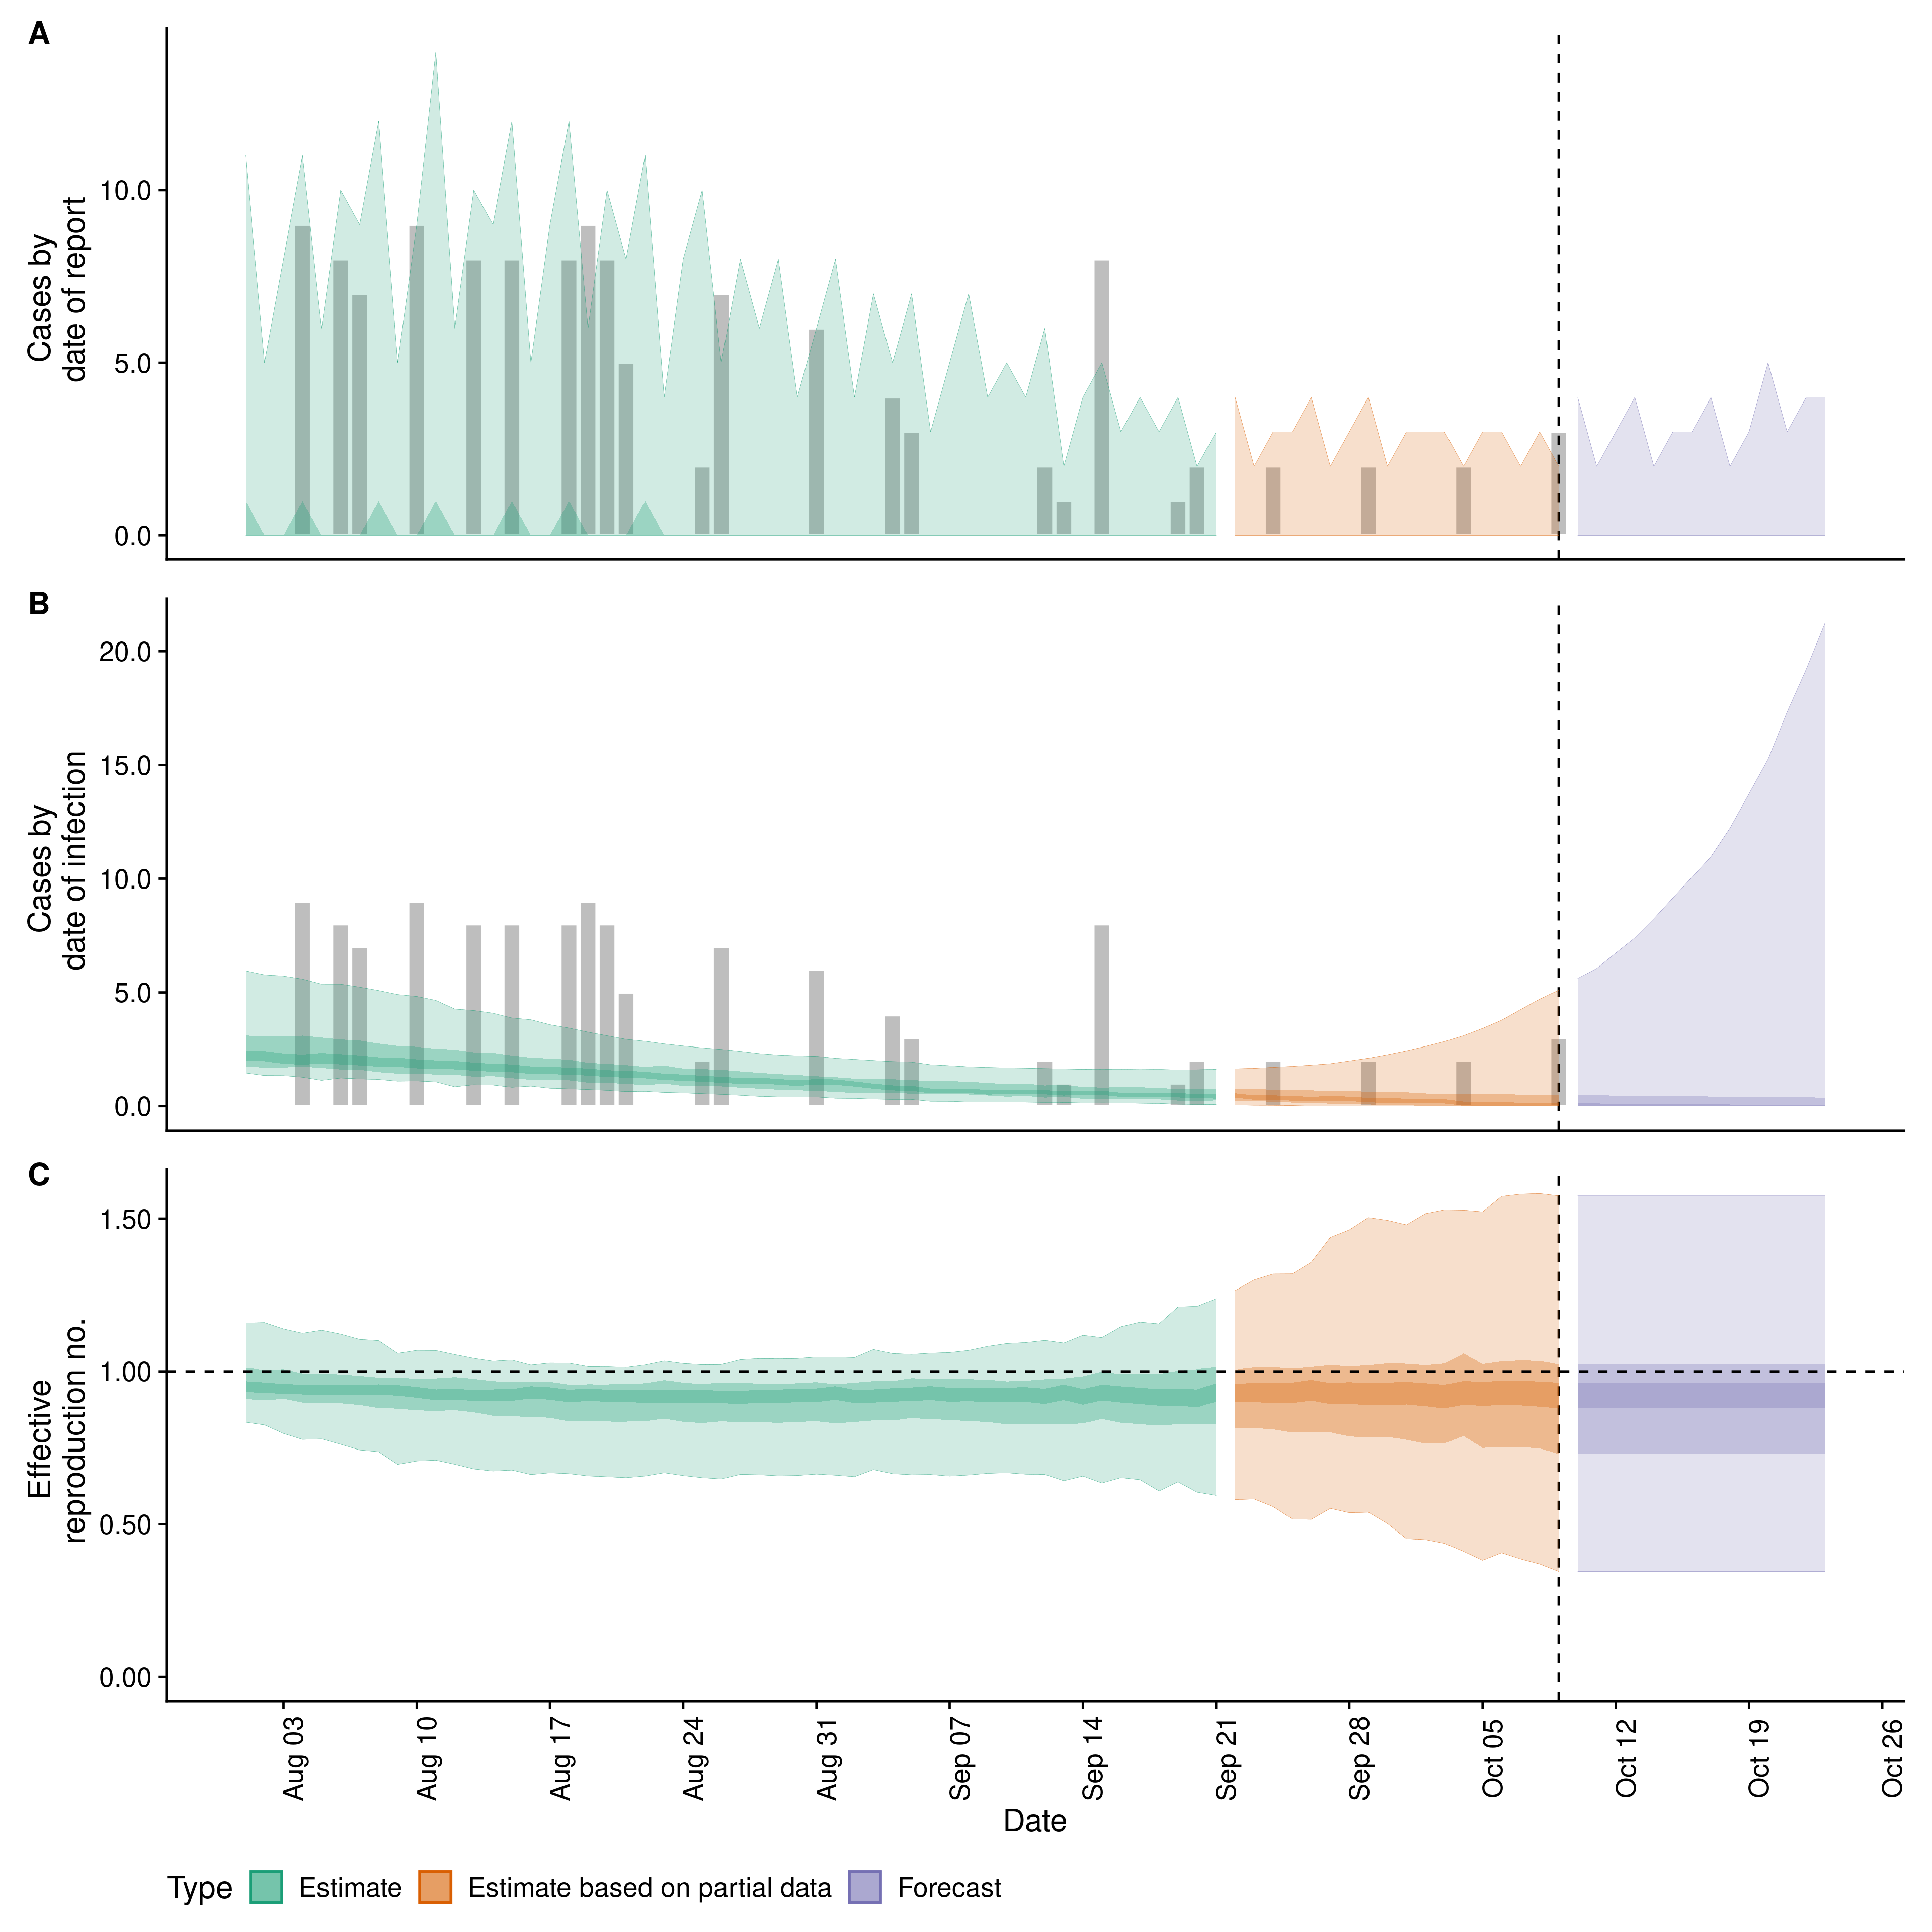 A
Cases by
date of report
10.0
5.0
0.0
B
Cases by
date of infection
20.0
15.0
10.0
5.0
0.0
C
Effective
reproduction no.
1.50
1.00
0.50
0.00
Aug 03
Aug 10
Aug 17
Aug 24
Aug 31
Sep 07
Sep 14
Sep 21
Sep 28
Oct 05
Oct 12
Oct 19
Oct 26
Date
Type
Estimate
Estimate based on partial data
Forecast